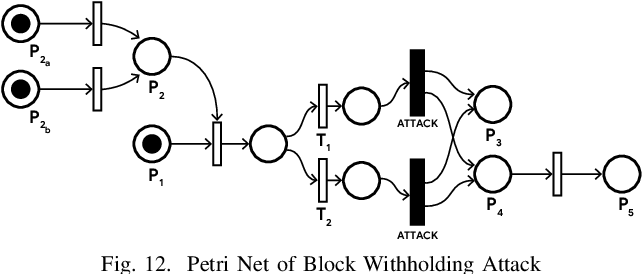 P2a
P2b
P2
P1
T1
T2
ATTACK
ATTACK
P3
P4
P5
Fig. 12. Petri Net of Block Withholding Attack